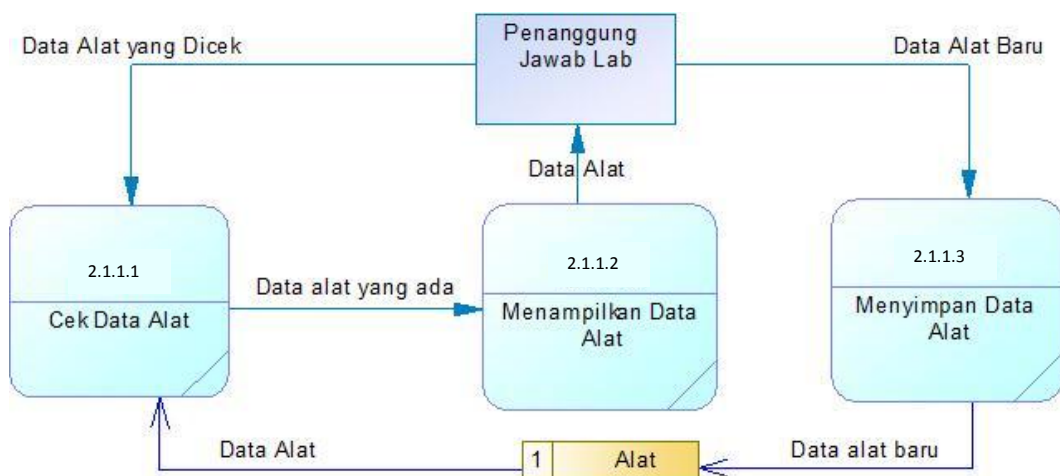 Penanggung
Jawab Lab
Data Alat yang Dicek
Data Alat Baru
Data Alat
2.1.1.1
Cek Data Alat
Data alat yang ada
2.1.1.2
Menampilkan Data
Alat
2.1.1.3
Menyimpan Data
Alat
Data Alat
1 Alat
Data alat baru